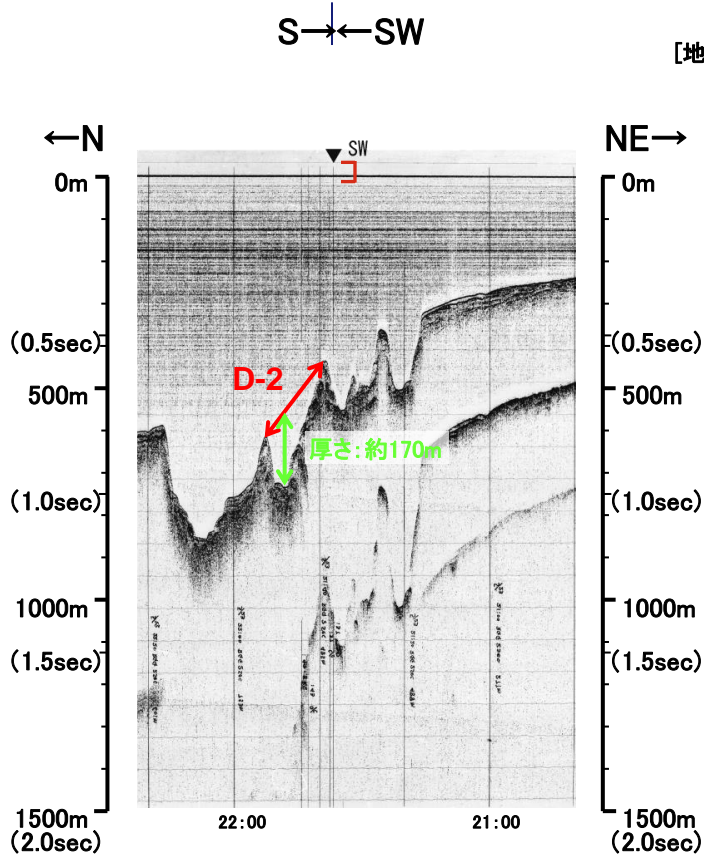 S→←SW
[地
←N
NE→
▼ SW
0m
0m
(0.5sec)
(0.5sec)
500m
500m
D-2
厚さ：約170m
(1.0sec)
(1.0sec)
1000m
1000m
(1.5sec)
(1.5sec)
1500m
1500m
(2.0sec)
(2.0sec)
22:00
21:00